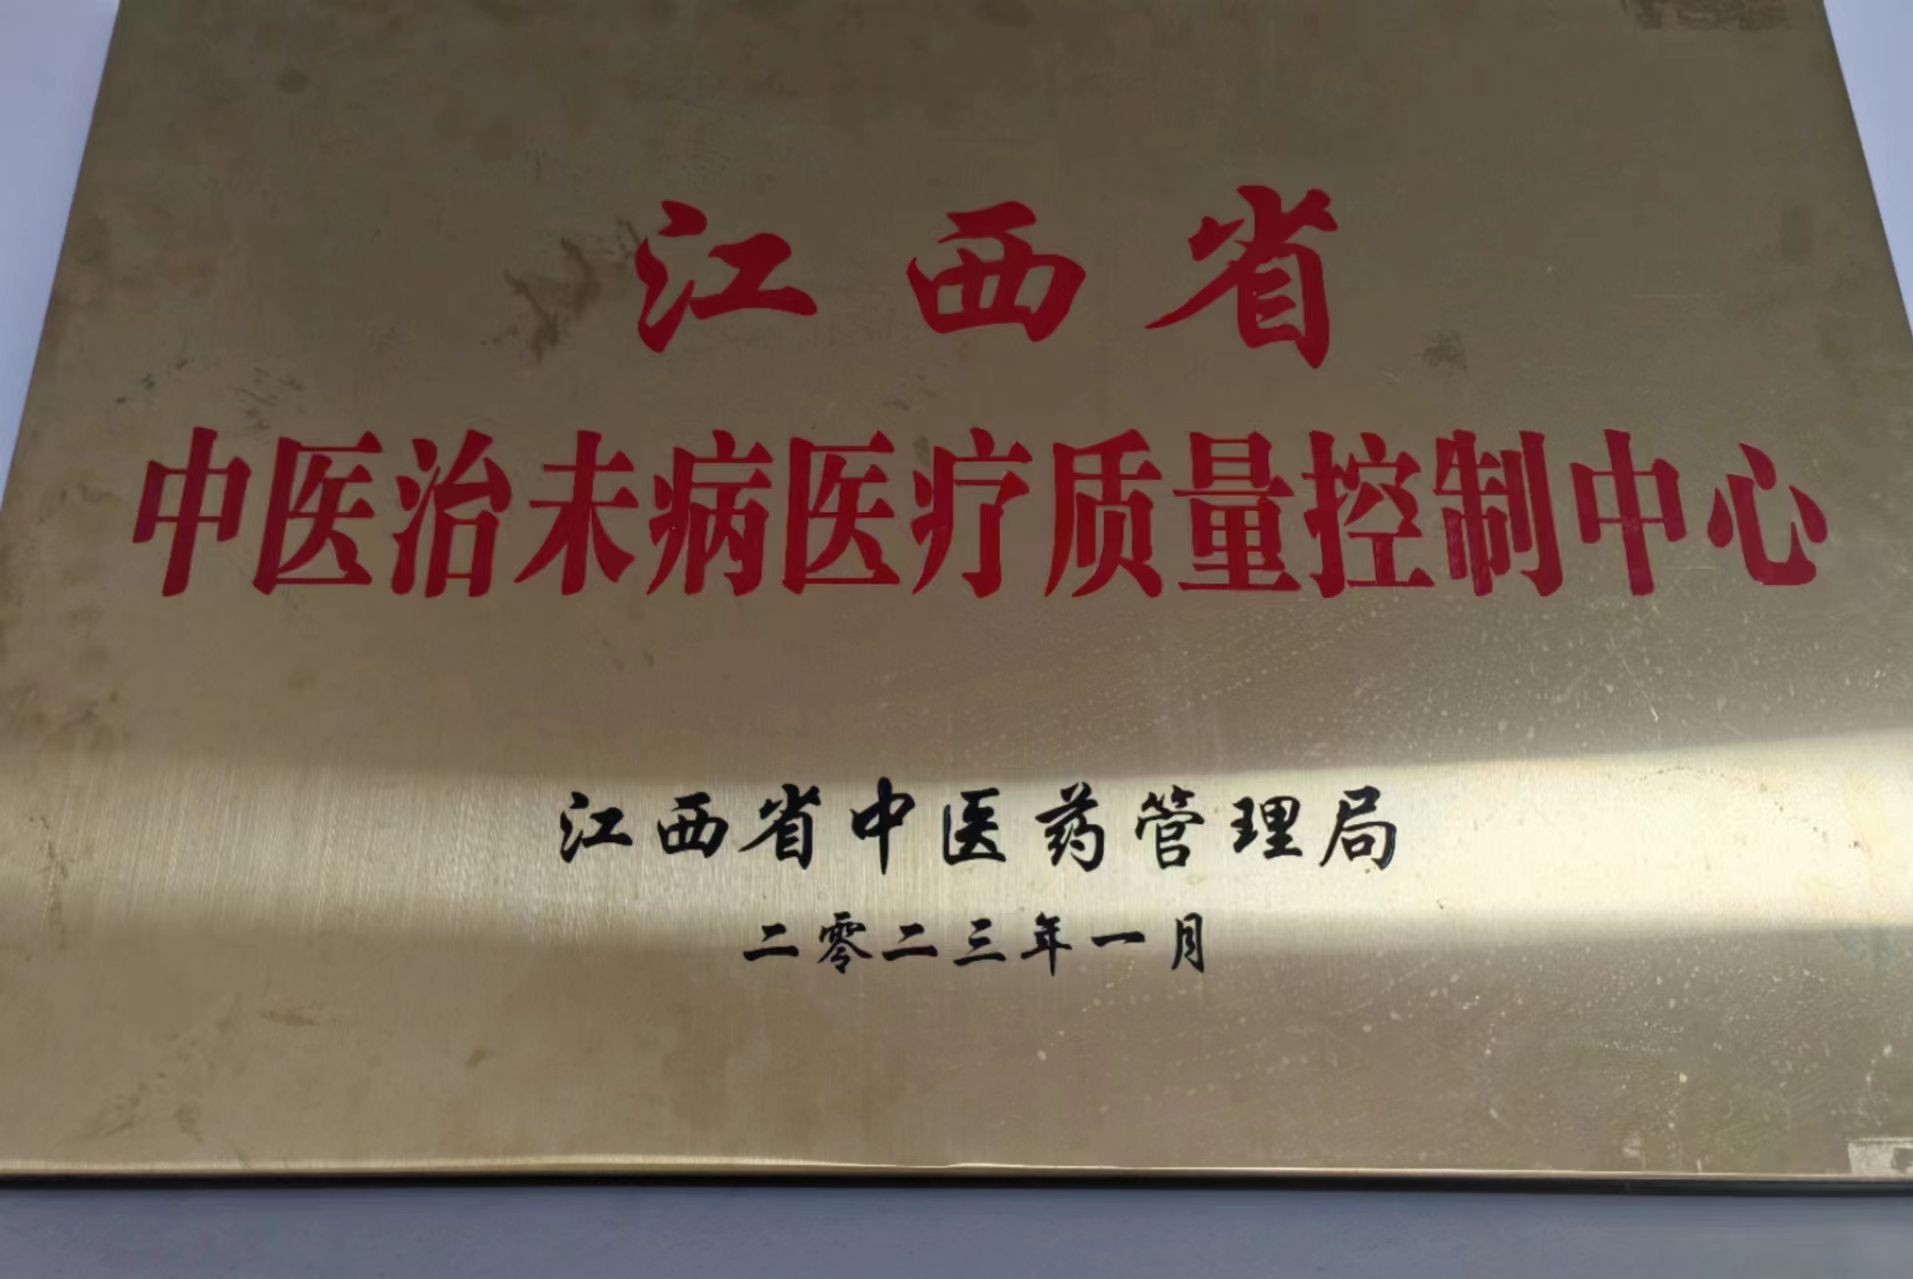 江西省
中医治未病医疗质量控制中心
江西省中医药管理局
二零二三年一月